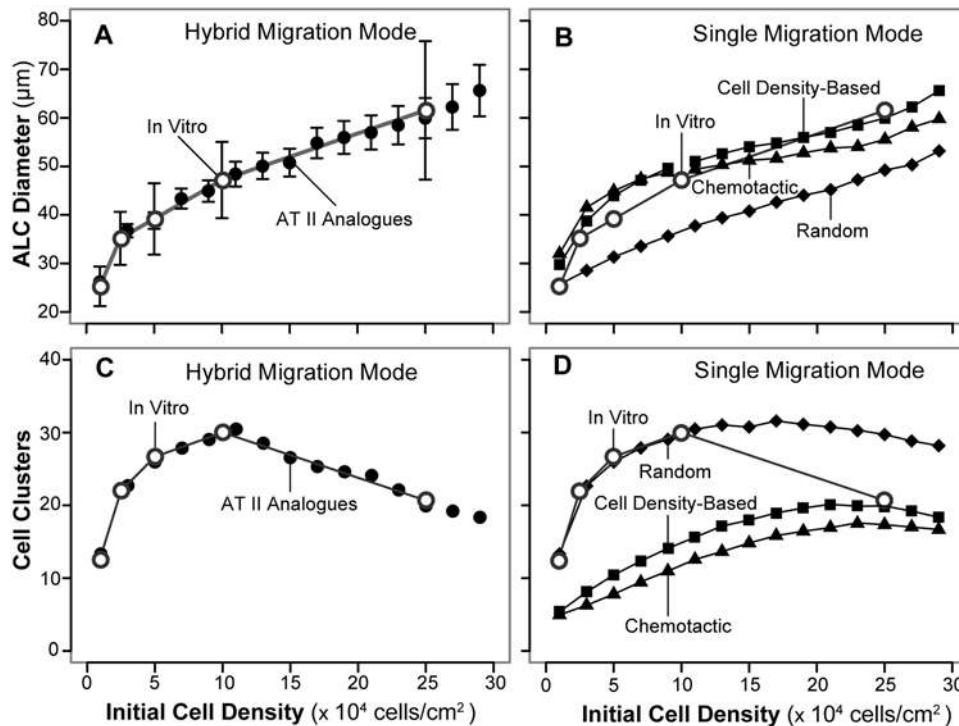 A
Hybrid Migration Mode
In Vitro
AT II Analogues
ALC Diameter (μm)
80
70
60
50
40
30
20
B
Single Migration Mode
Cell Density-Based
In Vitro
Chemotactic
Random
C
Hybrid Migration Mode
In Vitro
AT II Analogues
Cell Clusters
40
30
20
10
0
0 5 10 15 20 25 30
Initial Cell Density (x 10⁴ cells/cm²)
D
Single Migration Mode
In Vitro
Random
Cell Density-Based
Chemotactic
0 5 10 15 20 25 30
Initial Cell Density (x 10⁴ cells/cm²)